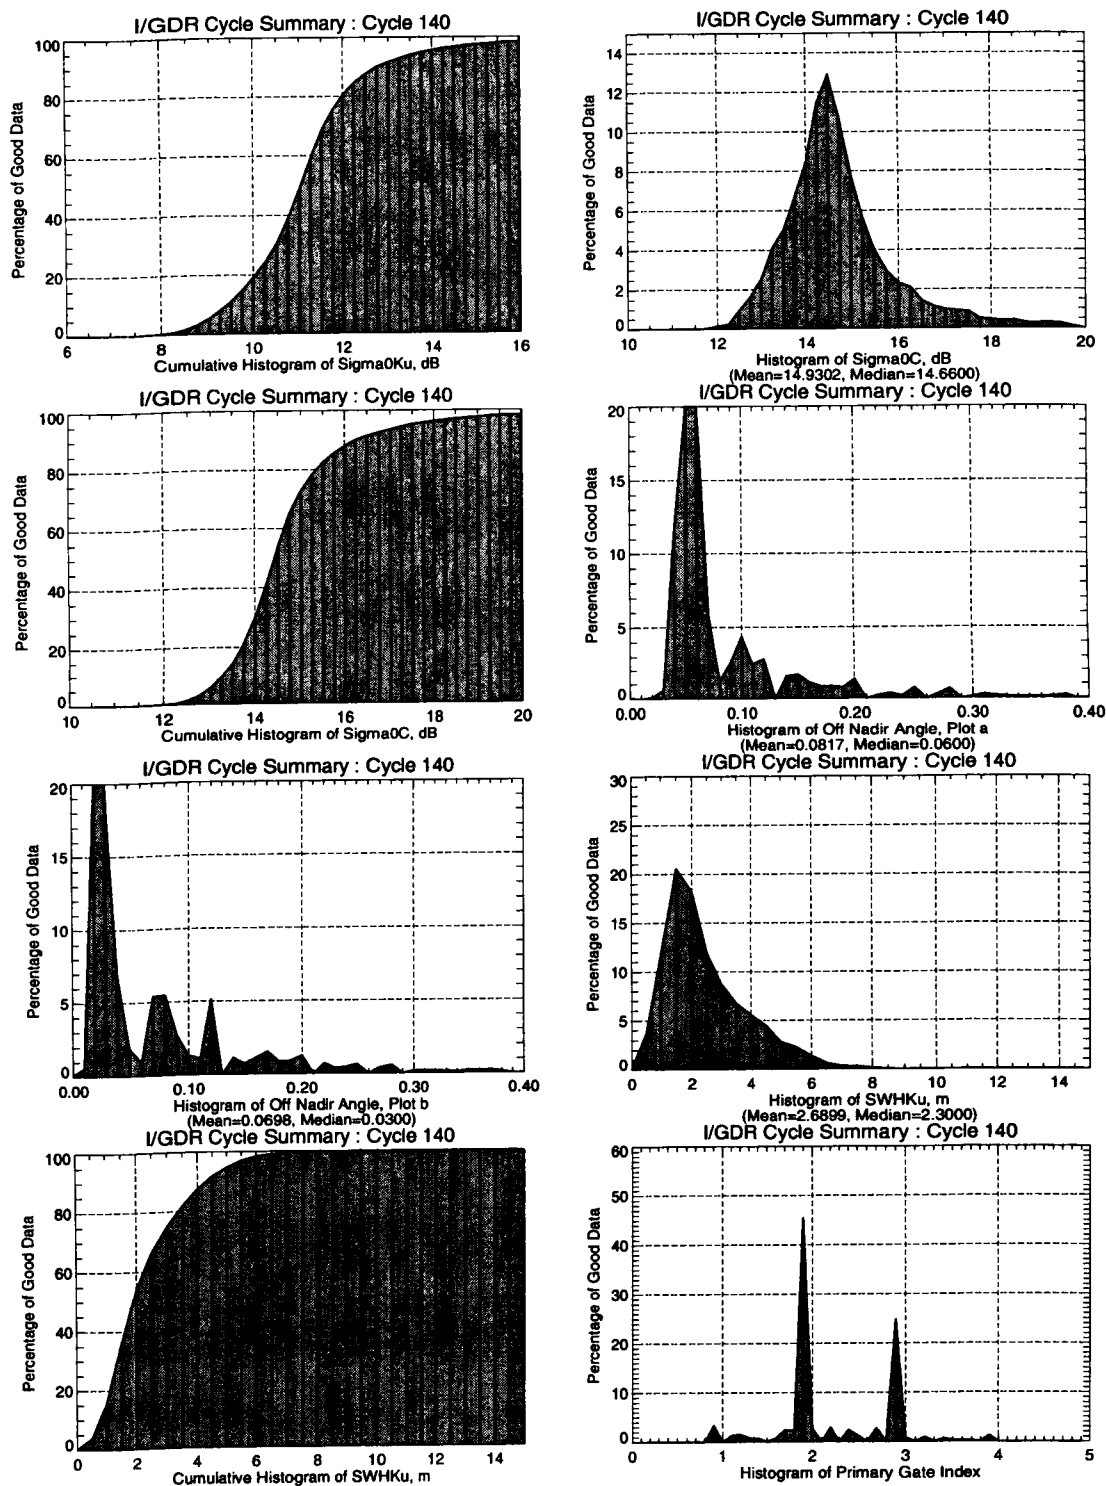 I/GDR Cycle Summary : Cycle 140
Percentage of Good Data
100
80
60
40
20
0
6 8 10 12 14 16
Cumulative Histogram of Sigma0Ku, dB
I/GDR Cycle Summary : Cycle 140
Percentage of Good Data
14
12
10
8
6
4
2
0
10 12 14 16 18 20
Histogram of Sigma0C, dB
(Mean=14.9302, Median=14.6600)
I/GDR Cycle Summary : Cycle 140
Percentage of Good Data
100
80
60
40
20
0
10 12 14 16 18 20
Cumulative Histogram of Sigma0C, dB
I/GDR Cycle Summary : Cycle 140
Percentage of Good Data
20
15
10
5
0
0.00 0.10 0.20 0.30 0.40
Histogram of Off Nadir Angle, Plot a
(Mean=0.0817, Median=0.0600)
I/GDR Cycle Summary : Cycle 140
Percentage of Good Data
20
15
10
5
0
0.00 0.10 0.20 0.30 0.40
Histogram of Off Nadir Angle, Plot b
(Mean=0.0698, Median=0.0300)
I/GDR Cycle Summary : Cycle 140
Percentage of Good Data
30
25
20
15
10
5
0
0 2 4 6 8 10 12 14
Histogram of SWHKu, m
(Mean=2.6899, Median=2.3000)
I/GDR Cycle Summary : Cycle 140
Percentage of Good Data
100
80
60
40
20
0
0 2 4 6 8 10 12 14
Cumulative Histogram of SWHKu, m
I/GDR Cycle Summary : Cycle 140
Percentage of Good Data
60
50
40
30
20
10
0
0 1 2 3 4 5
Histogram of Primary Gate Index